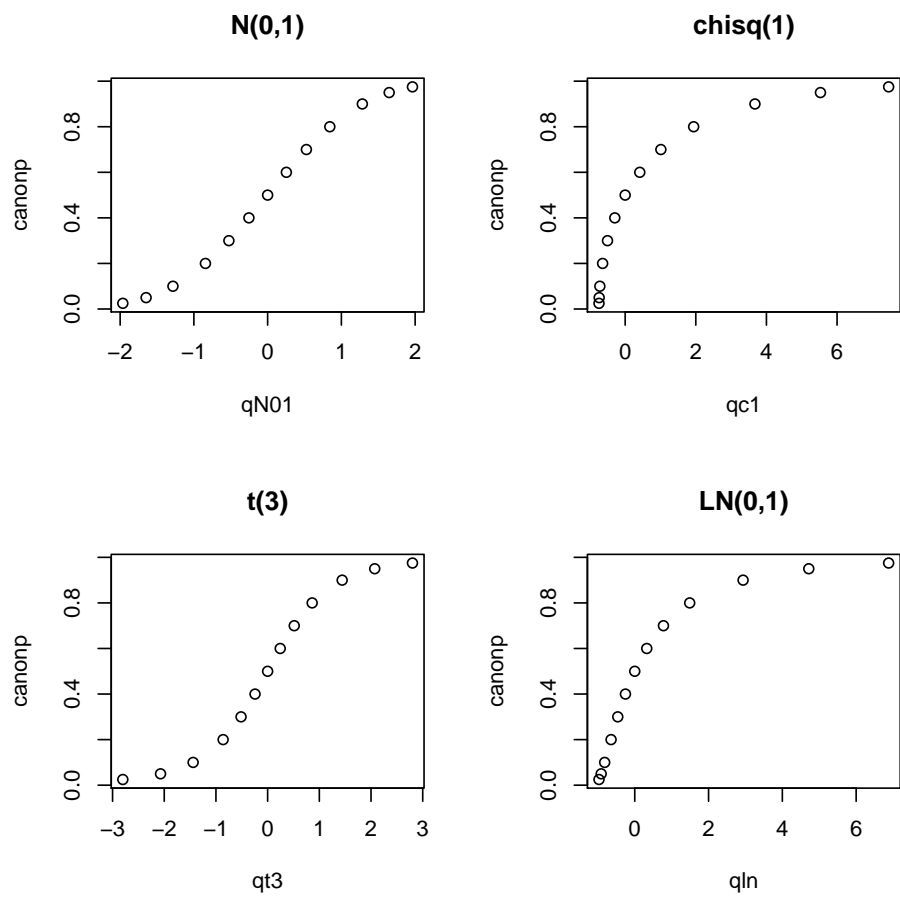 N(0,1)
canonp
0.0 0.4 0.8
−2 −1 0 1 2
qN01
chisq(1)
canonp
0.0 0.4 0.8
0 2 4 6
qc1
t(3)
canonp
0.0 0.4 0.8
−3 −2 −1 0 1 2 3
qt3
LN(0,1)
canonp
0.0 0.4 0.8
0 2 4 6
qln